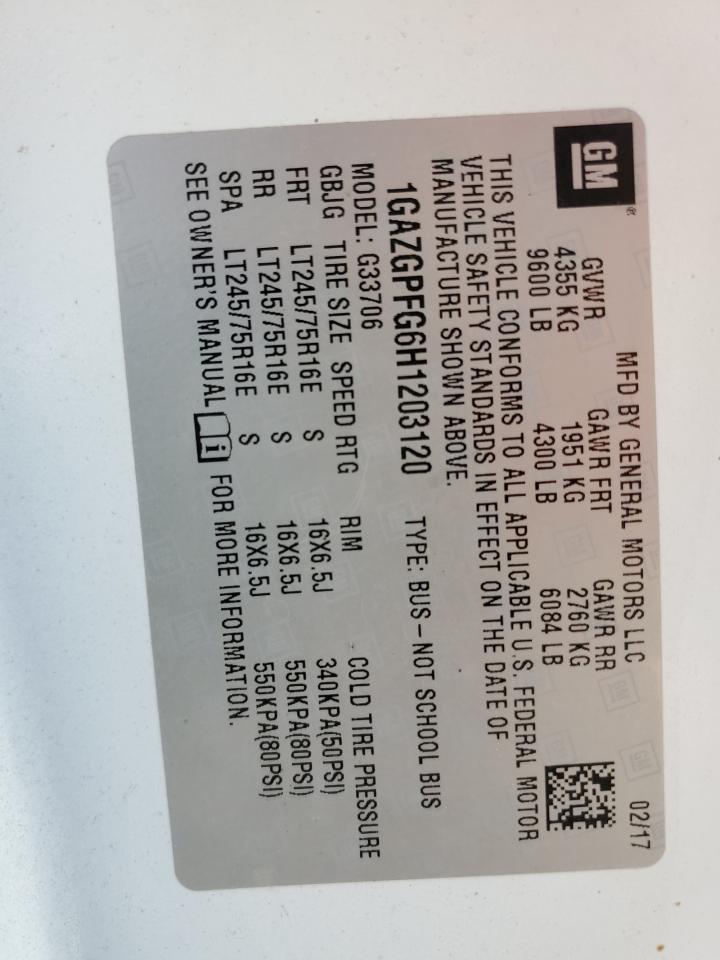 GM®
MFD BY GENERAL MOTORS LLC 02/17
GVWR GAWR FRT GAWR RR
4355 KG 1951 KG 2760 KG
9600 LB 4300 LB 6084 LB
THIS VEHICLE CONFORMS TO ALL APPLICABLE U.S. FEDERAL MOTOR
VEHICLE SAFETY STANDARDS IN EFFECT ON THE DATE OF
MANUFACTURE SHOWN ABOVE.
1GAZGPFG6H1203120 TYPE: BUS – NOT SCHOOL BUS
MODEL: G33706
GBJG TIRE SIZE SPEED RTG RIM COLD TIRE PRESSURE
FRT LT245/75R16E S 16X6.5J 340KPA(50PSI)
RR LT245/75R16E S 16X6.5J 550KPA(80PSI)
SPA LT245/75R16E S 16X6.5J 550KPA(80PSI)
SEE OWNER'S MANUAL FOR MORE INFORMATION.